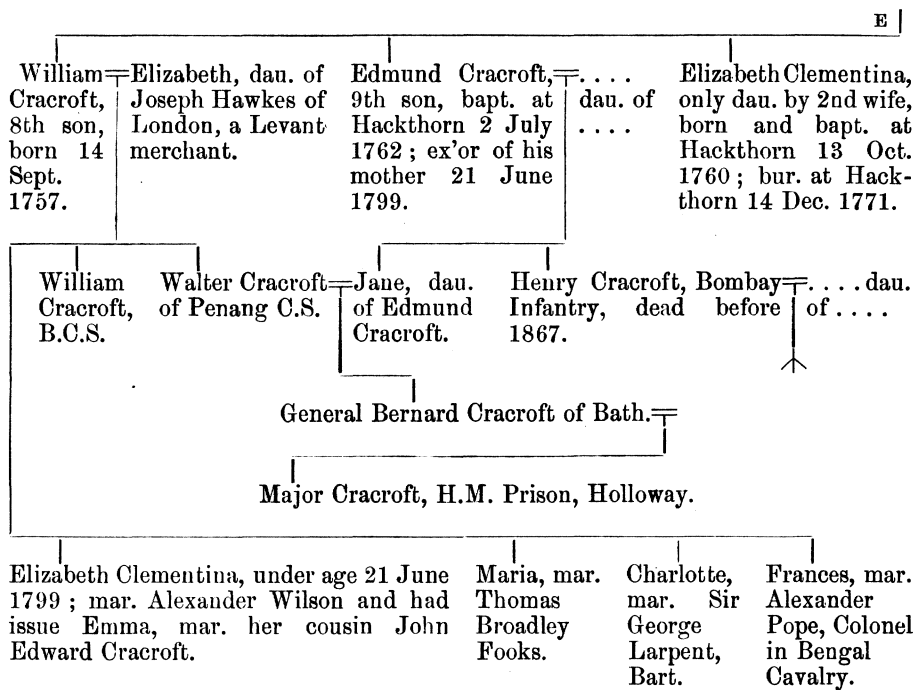 E
William Elizabeth, dau. of
Cracroft, Joseph Hawkes of
8th son, London, a Levant
born 14 merchant.
Sept.
1757.
Edmund Cracroft, . . . .
9th son, bapt. at dau. of
Hackthorn 2 July . . . .
1762 ; ex'or of his
mother 21 June
1799.
Elizabeth Clementina,
only dau. by 2nd wife,
born and bapt. at
Hackthorn 13 Oct.
1760 ; bur. at Hack-
thorn 14 Dec. 1771.
William
Cracroft,
B.C.S.
Walter Cracroft
of Penang C.S.
Jane, dau.
of Edmund
Cracroft.
Henry Cracroft, Bombay . . . . dau.
Infantry, dead before of . . . .
1867.
General Bernard Cracroft of Bath.
Major Cracroft, H.M. Prison, Holloway.
Elizabeth Clementina, under age 21 June
1799 ; mar. Alexander Wilson and had
issue Emma, mar. her cousin John
Edward Cracroft.
Maria, mar.
Thomas
Broadley
Fooks.
Charlotte,
mar. Sir
George
Larpent,
Bart.
Frances, mar.
Alexander
Pope, Colonel
in Bengal
Cavalry.